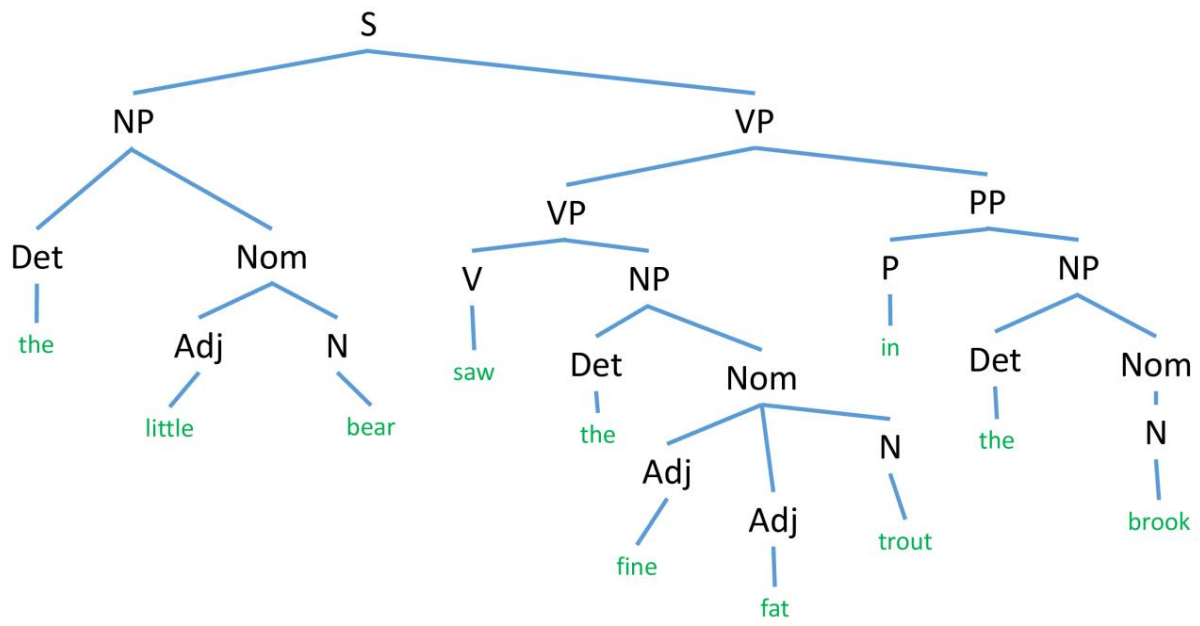 S
NP VP
VP PP
Det Nom V NP P NP
the Adj N saw Det Nom in Det Nom
little bear the Adj Adj N the N
fine fat trout brook